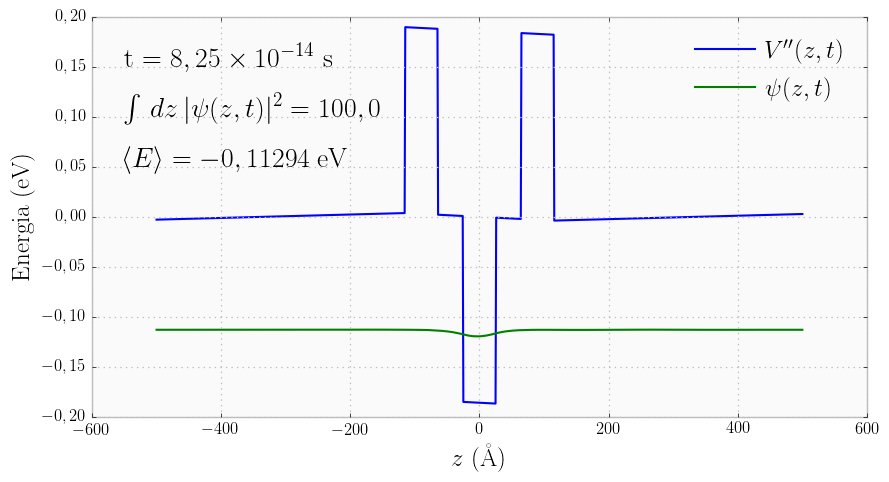 t = 8, 25 × 10⁻¹⁴ s
∫ dz |ψ(z, t)|² = 100, 0
⟨E⟩ = −0, 11294 eV
V′′(z, t)
ψ(z, t)
Energia (eV)
0, 20
0, 15
0, 10
0, 05
0, 00
−0, 05
−0, 10
−0, 15
−0, 20
−600 −400 −200 0 200 400 600
z (Å)